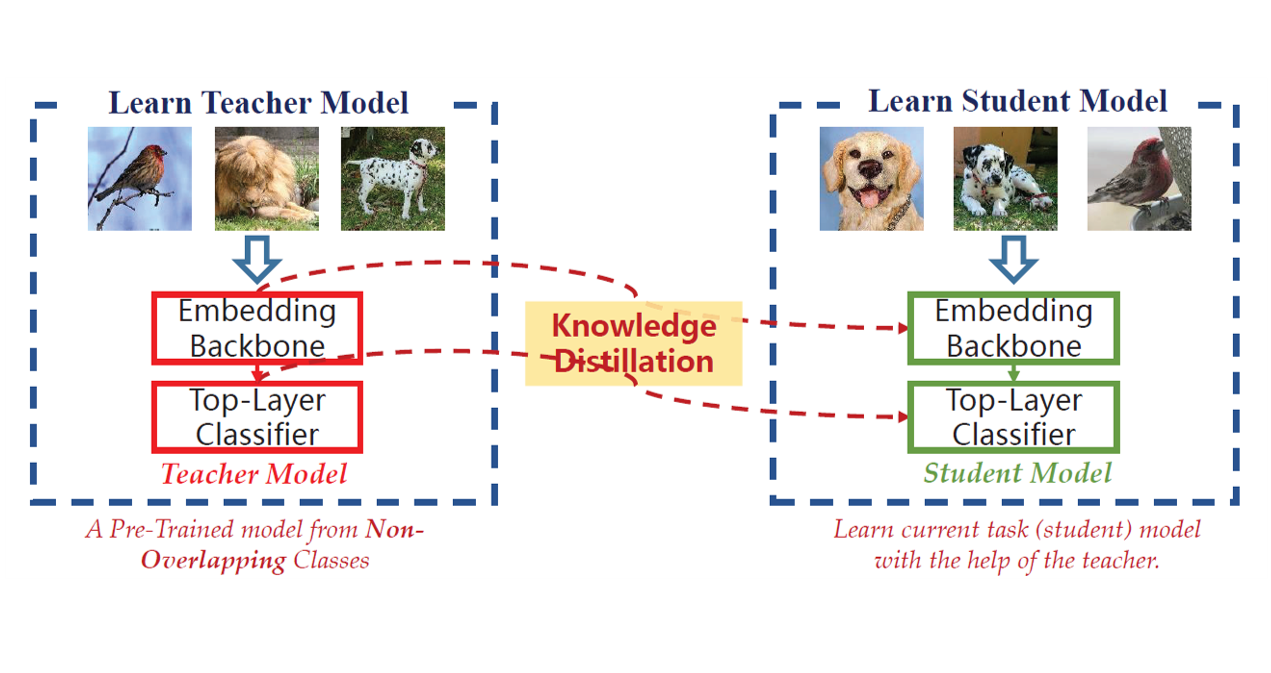 Learn Teacher Model
Embedding
Backbone
Top-Layer
Classifier
Teacher Model
A Pre-Trained model from Non-
Overlapping Classes
Knowledge
Distillation
Learn Student Model
Embedding
Backbone
Top-Layer
Classifier
Student Model
Learn current task (student) model
with the help of the teacher.